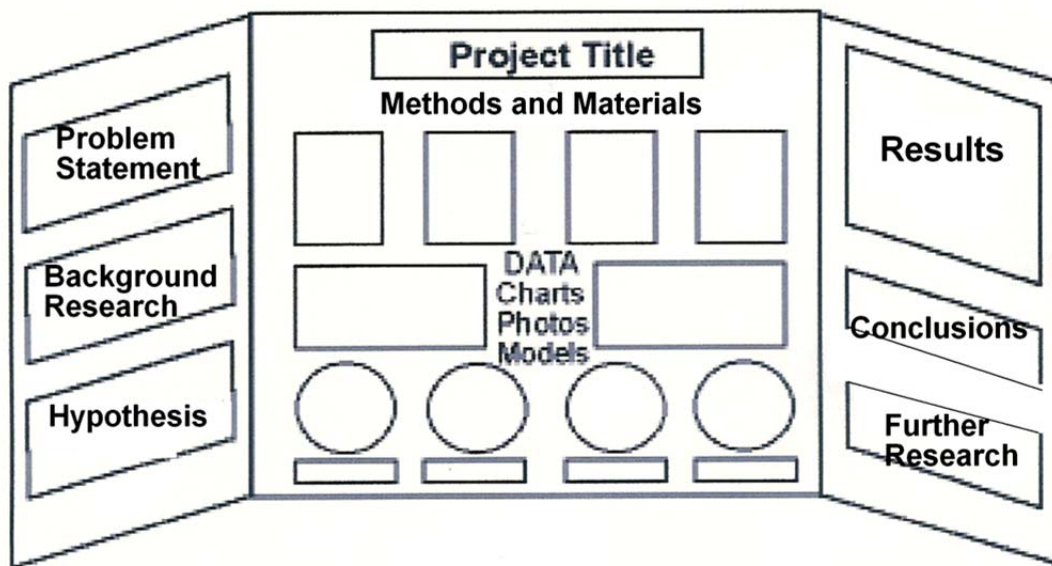 Problem
Statement
Background
Research
Hypothesis
Project Title
Methods and Materials
DATA
Charts
Photos
Models
Results
Conclusions
Further
Research